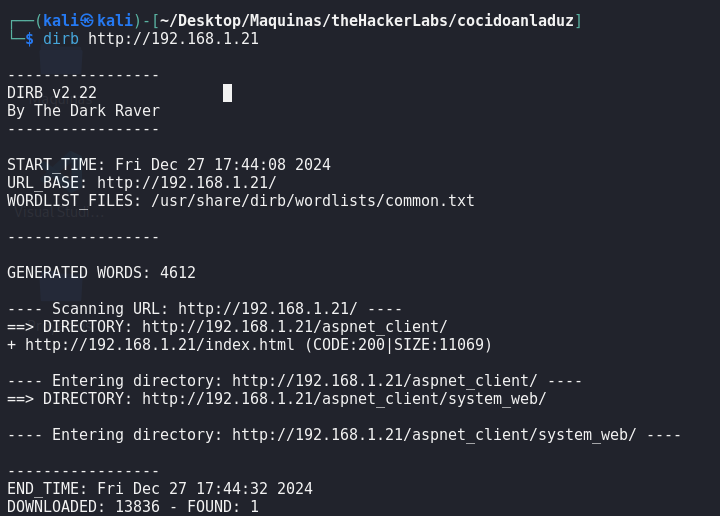 ┌──(kali㉿kali)-[~/Desktop/Maquinas/theHackerLabs/cocidoanladuz]
└─$ dirb http://192.168.1.21
-----------------
DIRB v2.22
By The Dark Raver
-----------------
START_TIME: Fri Dec 27 17:44:08 2024
URL_BASE: http://192.168.1.21/
WORDLIST_FILES: /usr/share/dirb/wordlists/common.txt
-----------------
GENERATED WORDS: 4612
---- Scanning URL: http://192.168.1.21/ ----
==> DIRECTORY: http://192.168.1.21/aspnet_client/
+ http://192.168.1.21/index.html (CODE:200|SIZE:11069)
---- Entering directory: http://192.168.1.21/aspnet_client/ ----
==> DIRECTORY: http://192.168.1.21/aspnet_client/system_web/
---- Entering directory: http://192.168.1.21/aspnet_client/system_web/ ----
-----------------
END_TIME: Fri Dec 27 17:44:32 2024
DOWNLOADED: 13836 - FOUND: 1